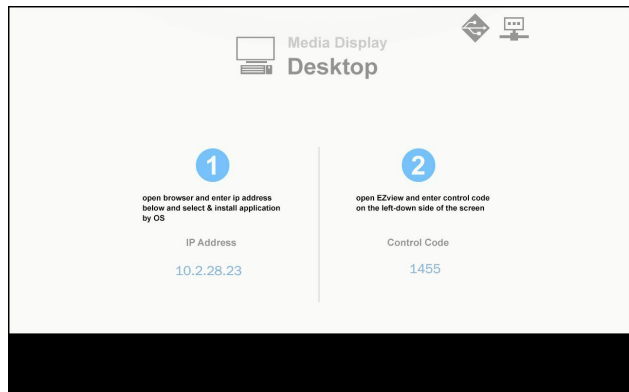 Media Display
Desktop
1
open browser and enter ip address
below and select & install application
by OS
IP Address
10.2.28.23
2
open EZview and enter control code
on the left-down side of the screen
Control Code
1455